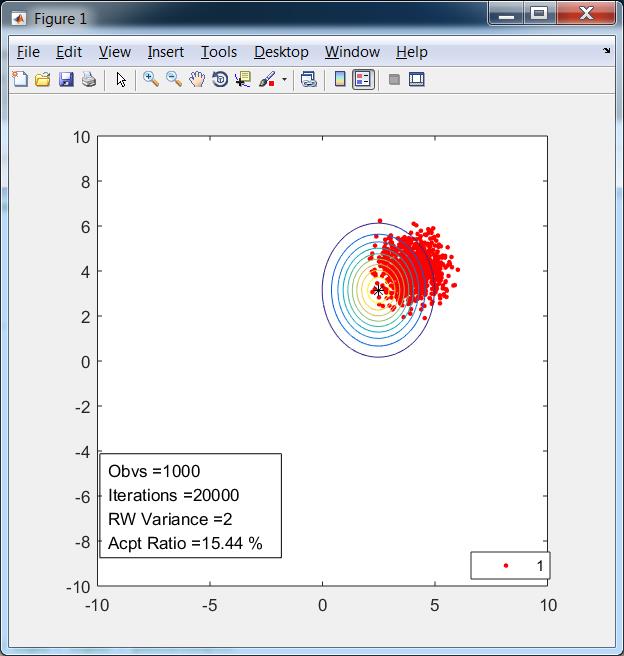 Figure 1
File Edit View Insert Tools Desktop Window Help
10
8
6
4
2
0
-2
-4
-6
-8
-10
Obvs =1000
Iterations =20000
RW Variance =2
Acpt Ratio =15.44 %
1
-10 -5 0 5 10